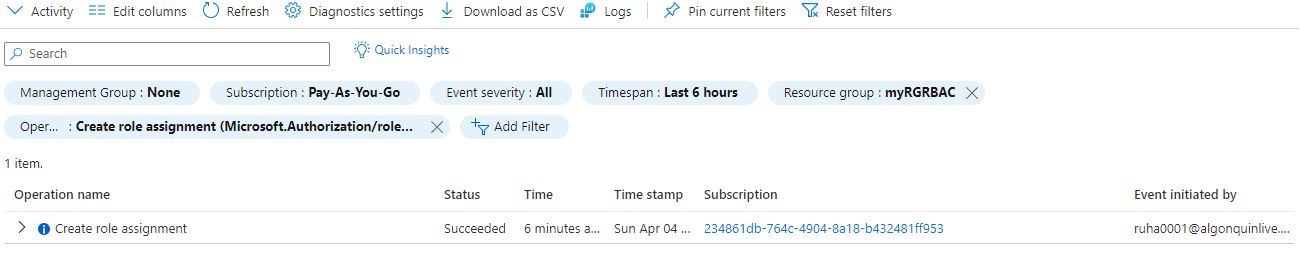 Activity Edit columns Refresh Diagnostics settings Download as CSV Logs Pin current filters Reset filters
Search Quick Insights
Management Group : None Subscription : Pay-As-You-Go Event severity : All Timespan : Last 6 hours Resource group : myRGRBAC
Oper... : Create role assignment (Microsoft.Authorization/role... Add Filter
1 item.
Operation name Status Time Time stamp Subscription Event initiated by
Create role assignment Succeeded 6 minutes a... Sun Apr 04 ... 234861db-764c-4904-8a18-b432481ff953 ruha0001@algonquinlive....